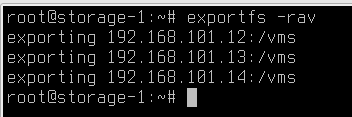 root@storage-1:~# exportfs -rav
exporting 192.168.101.12:/vms
exporting 192.168.101.13:/vms
exporting 192.168.101.14:/vms
root@storage-1:~#